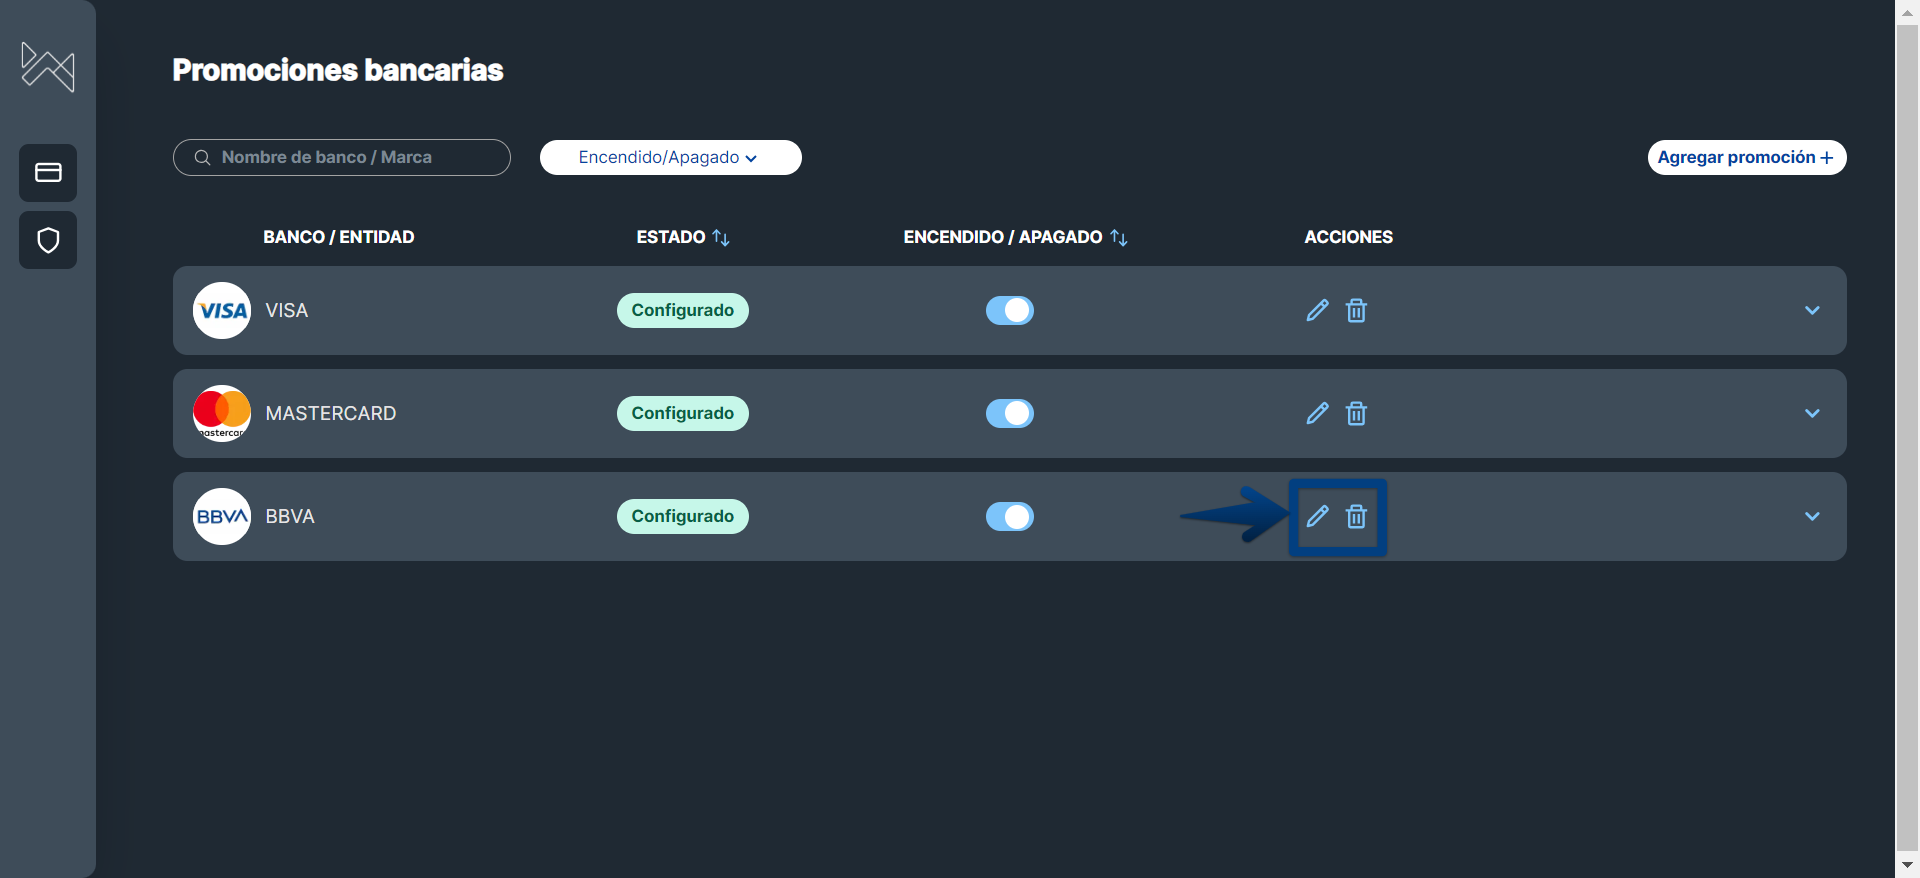 Promociones bancarias
Nombre de banco / Marca
Encendido/Apagado
Agregar promoción +
BANCO / ENTIDAD ESTADO ENCENDIDO / APAGADO ACCIONES
VISA VISA Configurado
mastercard MASTERCARD Configurado
BBVA BBVA Configurado